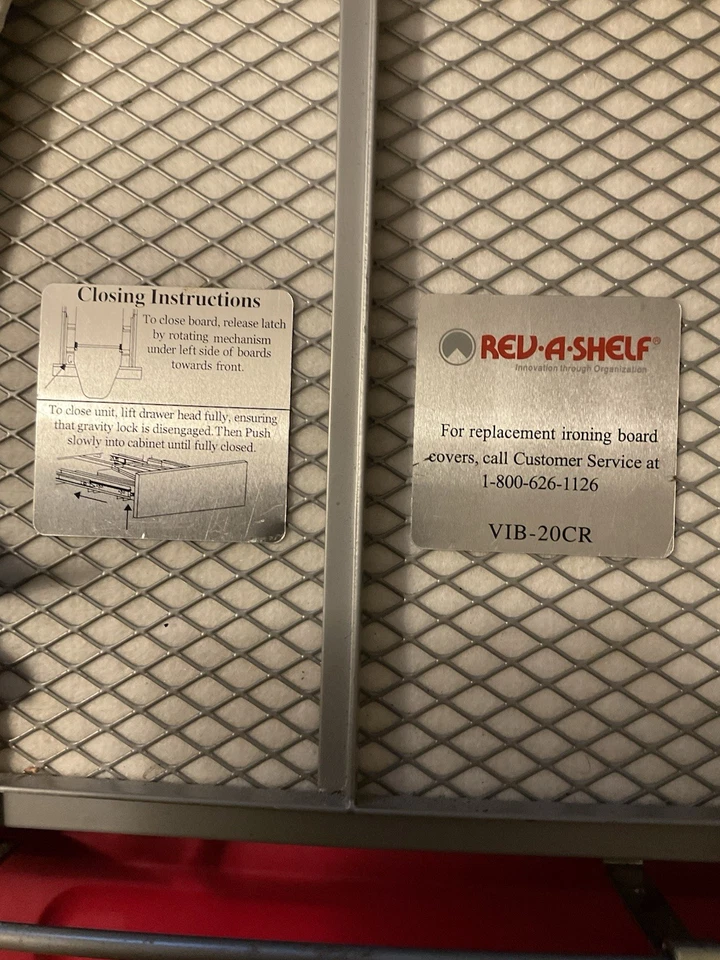 Closing Instructions
To close board, release latch
by rotating mechanism
under left side of boards
towards front.
To close unit, lift drawer head fully, ensuring
that gravity lock is disengaged. Then Push
slowly into cabinet until fully closed.
REV·A·SHELF®
Innovation through Organization
For replacement ironing board
covers, call Customer Service at
1-800-626-1126
VIB-20CR